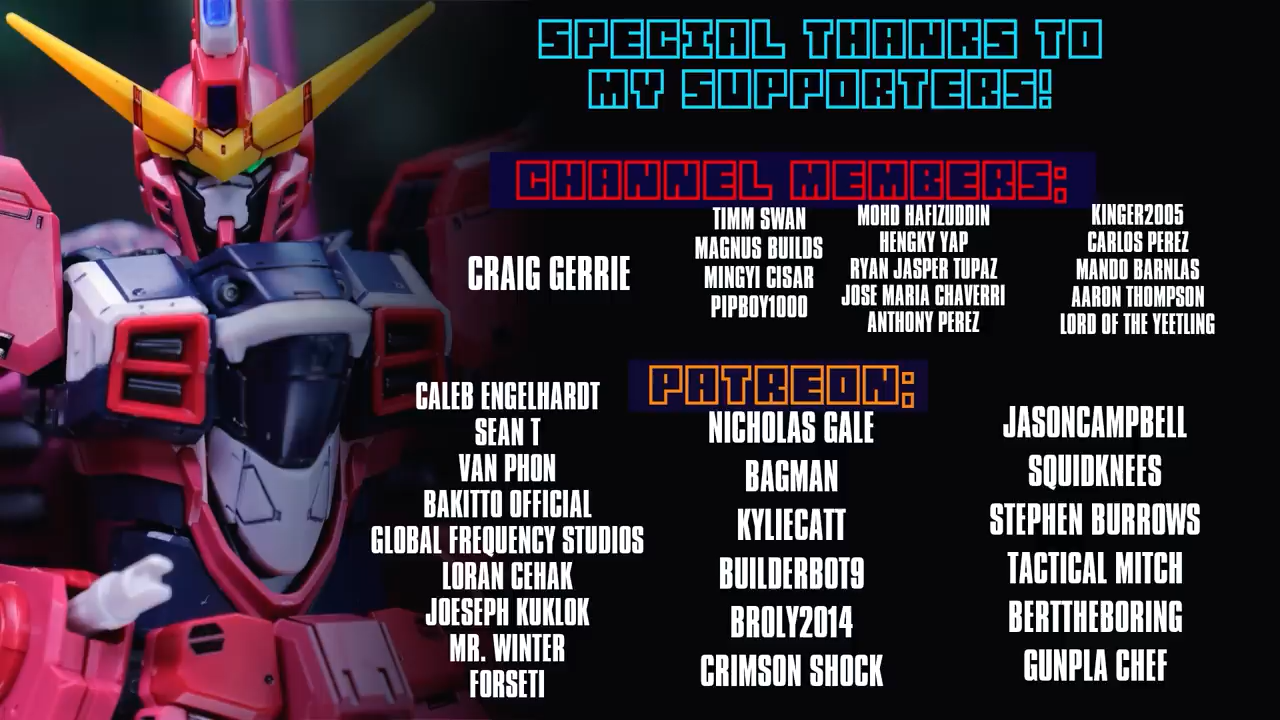 SPECIAL THANKS TO
MY SUPPORTERS!
CHANNEL MEMBERS:
CRAIG GERRIE
TIMM SWAN
MAGNUS BUILDS
MINGYI CISAR
PIPBOY1000
MOHD HAFIZUDDIN
HENGKY YAP
RYAN JASPER TUPAZ
JOSE MARIA CHAVERRI
ANTHONY PEREZ
KINGER2005
CARLOS PEREZ
MANDO BARNLAS
AARON THOMPSON
LORD OF THE YEETLING
PATREON:
CALEB ENGELHARDT
SEAN T
VAN PHON
BAKITTO OFFICIAL
GLOBAL FREQUENCY STUDIOS
LORAN CEHAK
JOESEPH KUKLOK
MR. WINTER
FORSETI
NICHOLAS GALE
BAGMAN
KYLIECATT
BUILDERBOT9
BROLY2014
CRIMSON SHOCK
JASONCAMPBELL
SQUIDKNEES
STEPHEN BURROWS
TACTICAL MITCH
BERTTHEBORING
GUNPLA CHEF